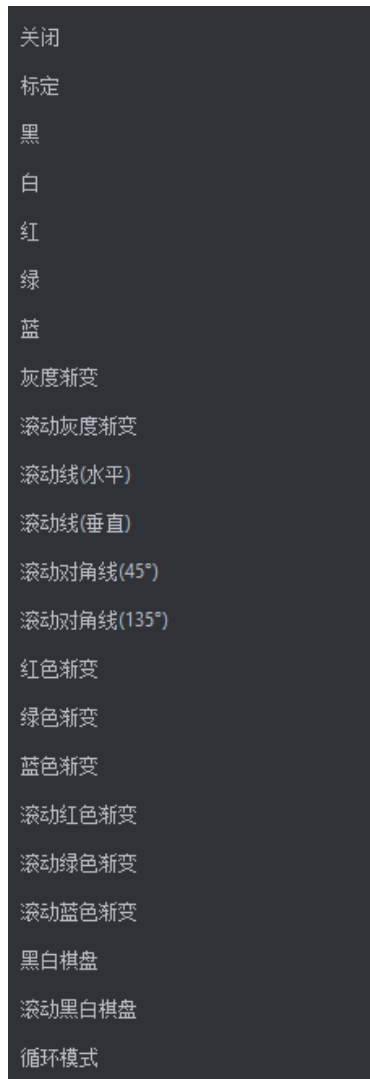 关闭
标定
黑
白
红
绿
蓝
灰度渐变
滚动灰度渐变
滚动线(水平)
滚动线(垂直)
滚动对角线(45°)
滚动对角线(135°)
红色渐变
绿色渐变
蓝色渐变
滚动红色渐变
滚动绿色渐变
滚动蓝色渐变
黑白棋盘
滚动黑白棋盘
循环模式